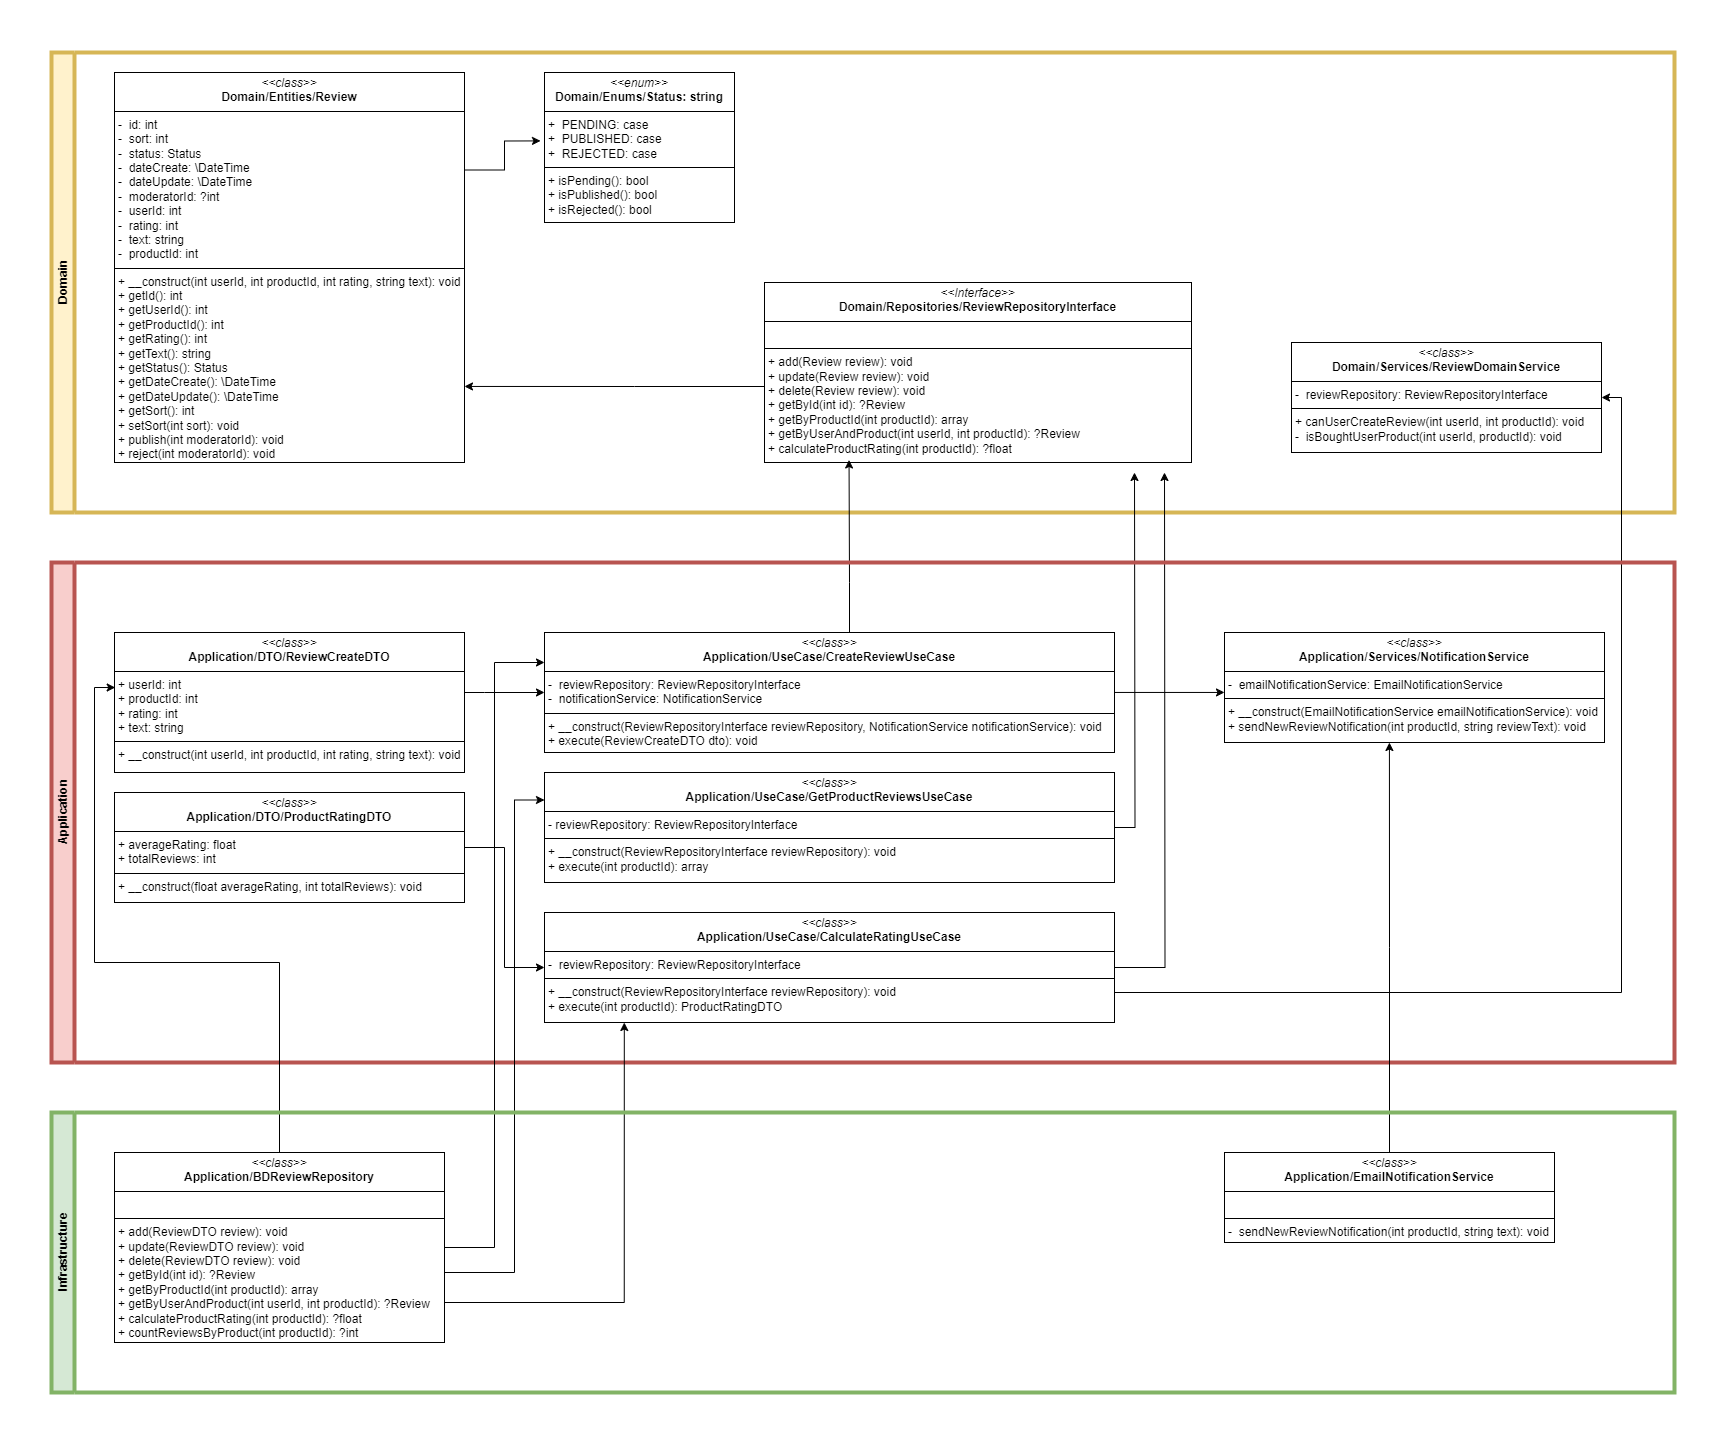 Domain
<<class>>
Domain/Entities/Review
- id: int
- sort: int
- status: Status
- dateCreate: \DateTime
- dateUpdate: \DateTime
- moderatorId: ?int
- userId: int
- rating: int
- text: string
- productId: int
+ __construct(int userId, int productId, int rating, string text): void
+ getId(): int
+ getUserId(): int
+ getProductId(): int
+ getRating(): int
+ getText(): string
+ getStatus(): Status
+ getDateCreate(): \DateTime
+ getDateUpdate(): \DateTime
+ getSort(): int
+ setSort(int sort): void
+ publish(int moderatorId): void
+ reject(int moderatorId): void
<<enum>>
Domain/Enums/Status: string
+ PENDING: case
+ PUBLISHED: case
+ REJECTED: case
+ isPending(): bool
+ isPublished(): bool
+ isRejected(): bool
<<Interface>>
Domain/Repositories/ReviewRepositoryInterface
+ add(Review review): void
+ update(Review review): void
+ delete(Review review): void
+ getById(int id): ?Review
+ getByProductId(int productId): array
+ getByUserAndProduct(int userId, int productId): ?Review
+ calculateProductRating(int productId): ?float
<<class>>
Domain/Services/ReviewDomainService
- reviewRepository: ReviewRepositoryInterface
+ canUserCreateReview(int userId, int productId): void
- isBoughtUserProduct(int userId, productId): void
Application
<<class>>
Application/DTO/ReviewCreateDTO
+ userId: int
+ productId: int
+ rating: int
+ text: string
+ __construct(int userId, int productId, int rating, string text): void
<<class>>
Application/DTO/ProductRatingDTO
+ averageRating: float
+ totalReviews: int
+ __construct(float averageRating, int totalReviews): void
<<class>>
Application/UseCase/CreateReviewUseCase
- reviewRepository: ReviewRepositoryInterface
- notificationService: NotificationService
+ __construct(ReviewRepositoryInterface reviewRepository, NotificationService notificationService): void
+ execute(ReviewCreateDTO dto): void
<<class>>
Application/UseCase/GetProductReviewsUseCase
- reviewRepository: ReviewRepositoryInterface
+ __construct(ReviewRepositoryInterface reviewRepository): void
+ execute(int productId): array
<<class>>
Application/UseCase/CalculateRatingUseCase
- reviewRepository: ReviewRepositoryInterface
+ __construct(ReviewRepositoryInterface reviewRepository): void
+ execute(int productId): ProductRatingDTO
<<class>>
Application/Services/NotificationService
- emailNotificationService: EmailNotificationService
+ __construct(EmailNotificationService emailNotificationService): void
+ sendNewReviewNotification(int productId, string reviewText): void
Infrastructure
<<class>>
Application/BDReviewRepository
+ add(ReviewDTO review): void
+ update(ReviewDTO review): void
+ delete(ReviewDTO review): void
+ getById(int id): ?Review
+ getByProductId(int productId): array
+ getByUserAndProduct(int userId, int productId): ?Review
+ calculateProductRating(int productId): ?float
+ countReviewsByProduct(int productId): ?int
<<class>>
Application/EmailNotificationService
- sendNewReviewNotification(int productId, string text): void